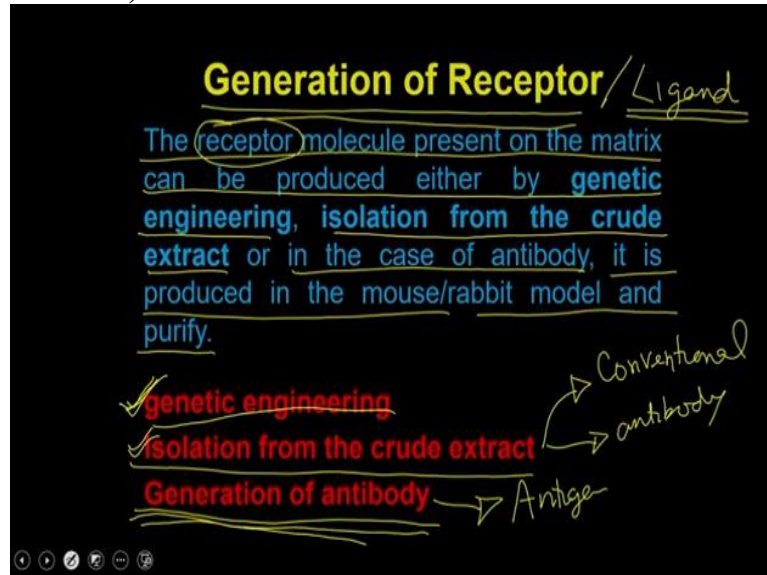 Generation of Receptor / Ligand
The receptor molecule present on the matrix
can be produced either by genetic
engineering, isolation from the crude
extract or in the case of antibody, it is
produced in the mouse/rabbit model and
purify.
Conventional
genetic engineering
antibody
isolation from the crude extract
Generation of antibody
Antigen